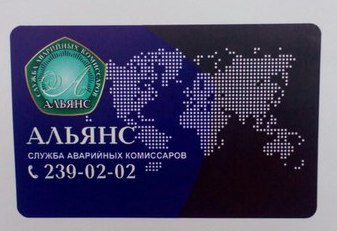 СЛУЖБА АВАРИЙНЫХ КОМИССАРОВ
А
АЛЬЯНС
АЛЬЯНС
СЛУЖБА АВАРИЙНЫХ КОМИССАРОВ
239-02-02